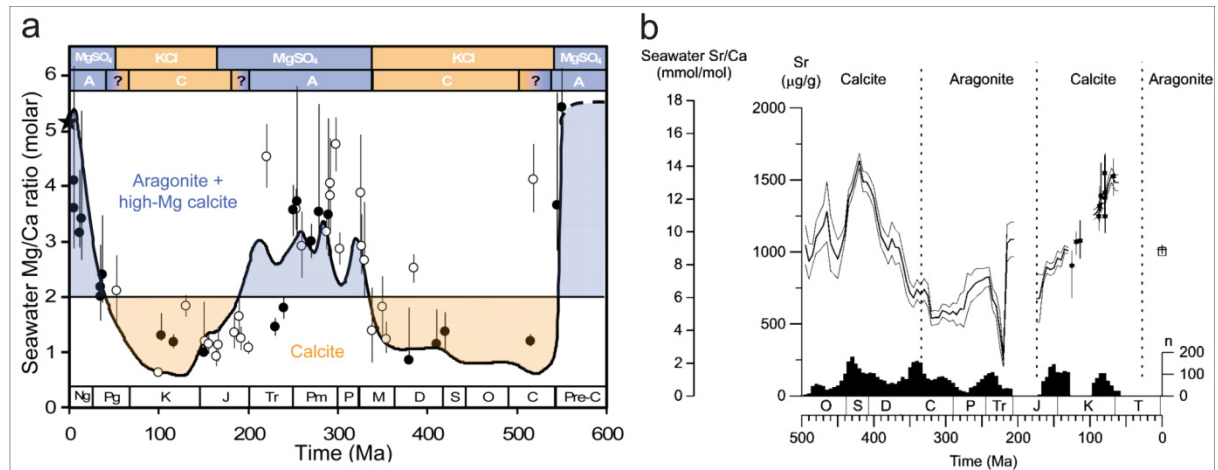 a
MgSO₄ KCl MgSO₄ KCl MgSO₄
A ? C ? A C ? A
Seawater Mg/Ca ratio (molar)
6
5
4
3
2
1
0
Aragonite +
high-Mg calcite
Calcite
Ng Pg K J Tr Pm P M D S O C Pre-C
0 100 200 300 400 500 600
Time (Ma)
b
Seawater Sr/Ca
(mmol/mol)
Sr
(µg/g)
Calcite Aragonite Calcite Aragonite
18
16
14
12
10
8
6
4
2
0
2000
1500
1000
500
0
n
200
100
0
O S D C P Tr J K T
500 400 300 200 100 0
Time (Ma)